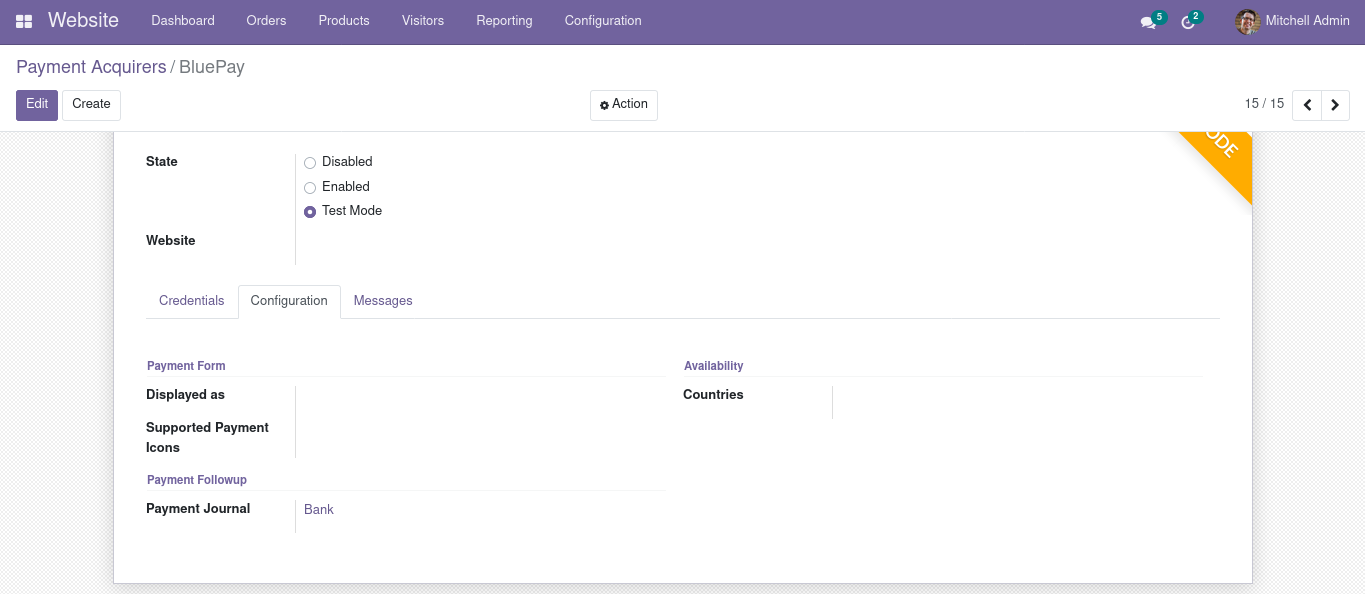 Website Dashboard Orders Products Visitors Reporting Configuration 5 2 Mitchell Admin
Payment Acquirers / BluePay
Edit Create Action 15 / 15
State Disabled
Enabled
Test Mode
Website
Credentials Configuration Messages
Payment Form Availability
Displayed as Countries
Supported Payment
Icons
Payment Followup
Payment Journal Bank